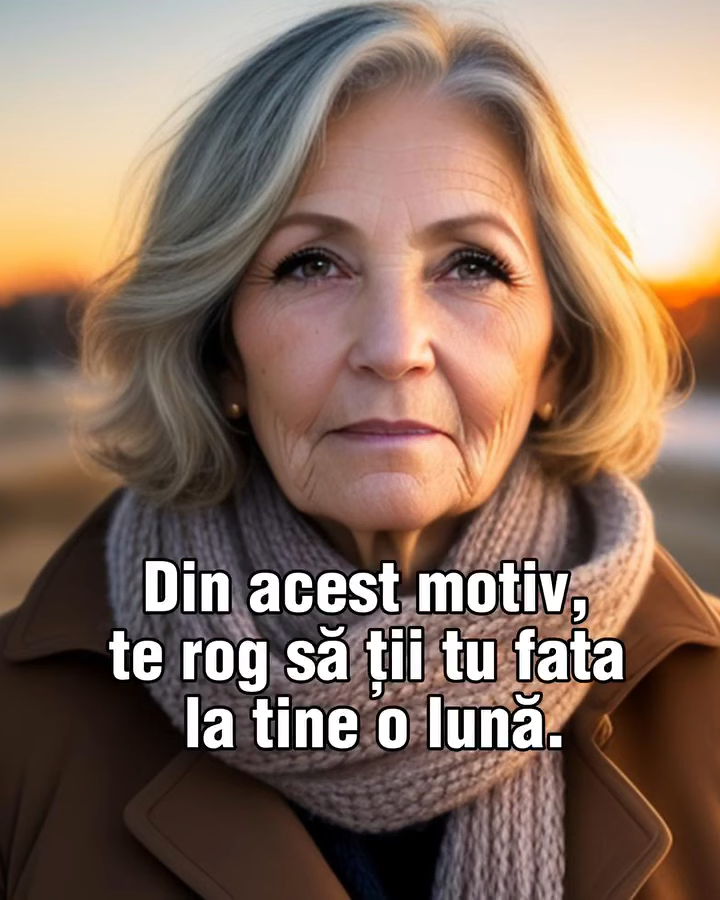 Din acest motiv,
te rog să ții tu fata
la tine o lună.